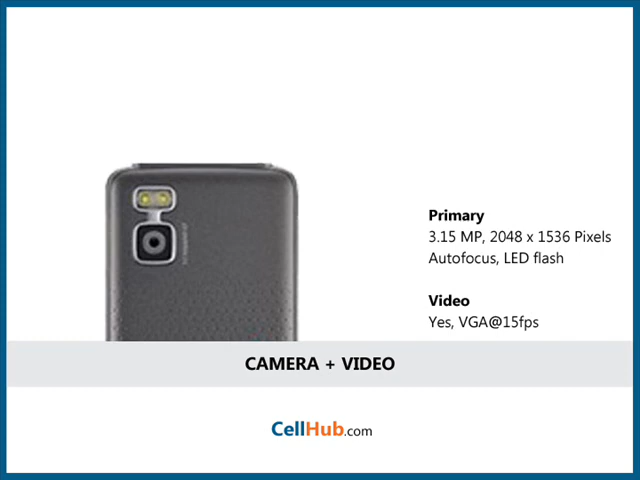 Primary
3.15 MP, 2048 x 1536 Pixels
Autofocus, LED flash
Video
Yes, VGA@15fps
CAMERA + VIDEO
CellHub.com